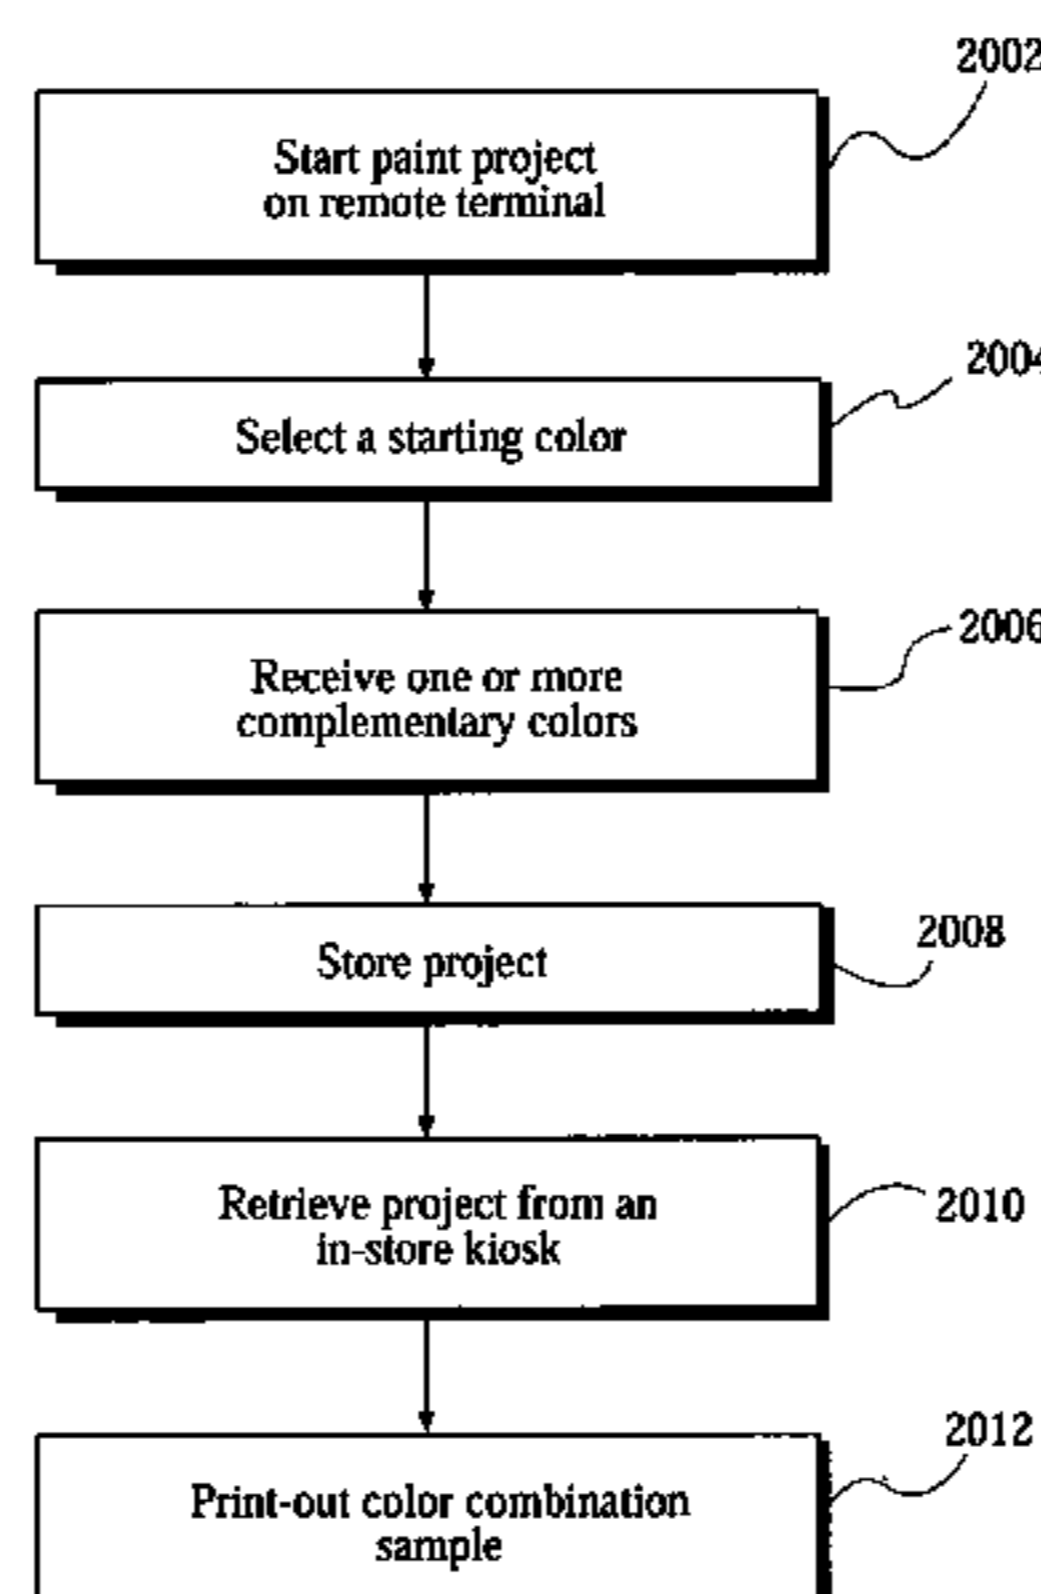 2002
Start paint project
on remote terminal
2004
Select a starting color
2006
Receive one or more
complementary colors
2008
Store project
2010
Retrieve project from an
in-store kiosk
2012
Print-out color combination
sample